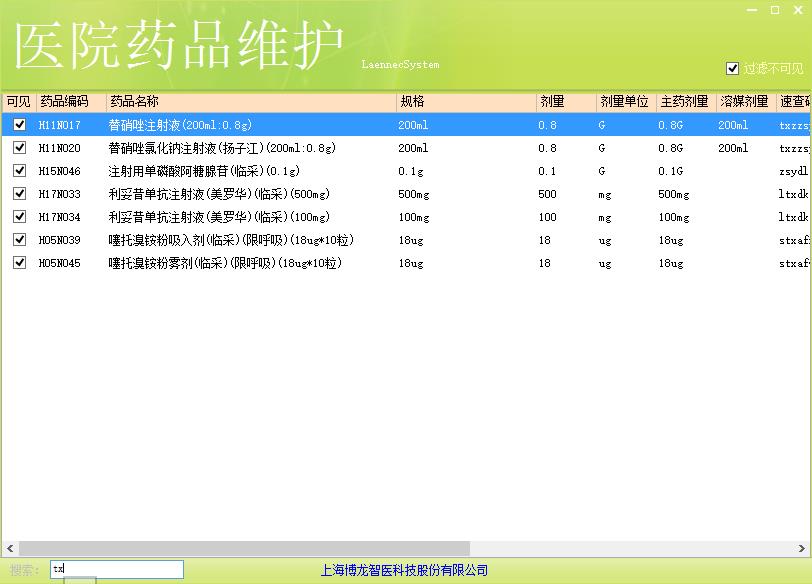 医院药品维护 LaennecSystem
过滤不可见
可见 药品编码 药品名称 规格 剂量 剂量单位 主药剂量 溶媒剂量 速查码
H11N017 替硝唑注射液(200ml:0.8g) 200ml 0.8 G 0.8G 200ml txzzs
H11N020 替硝唑氯化钠注射液(扬子江)(200ml:0.8g) 200ml 0.8 G 0.8G 200ml txzzs
H15N046 注射用单磷酸阿糖腺苷(临采)(0.1g) 0.1g 0.1 G 0.1G zsydl
H17N033 利妥昔单抗注射液(美罗华)(临采)(500mg) 500mg 500 mg 500mg ltxdk
H17N034 利妥昔单抗注射液(美罗华)(临采)(100mg) 100mg 100 mg 100mg ltxdk
H05N039 噻托溴铵粉吸入剂(临采)(限呼吸)(18ug*10粒) 18ug 18 ug 18ug stxaf
H05N045 噻托溴铵粉雾剂(临采)(限呼吸)(18ug*10粒) 18ug 18 ug 18ug stxaf
搜索: tx 上海博龙智医科技股份有限公司